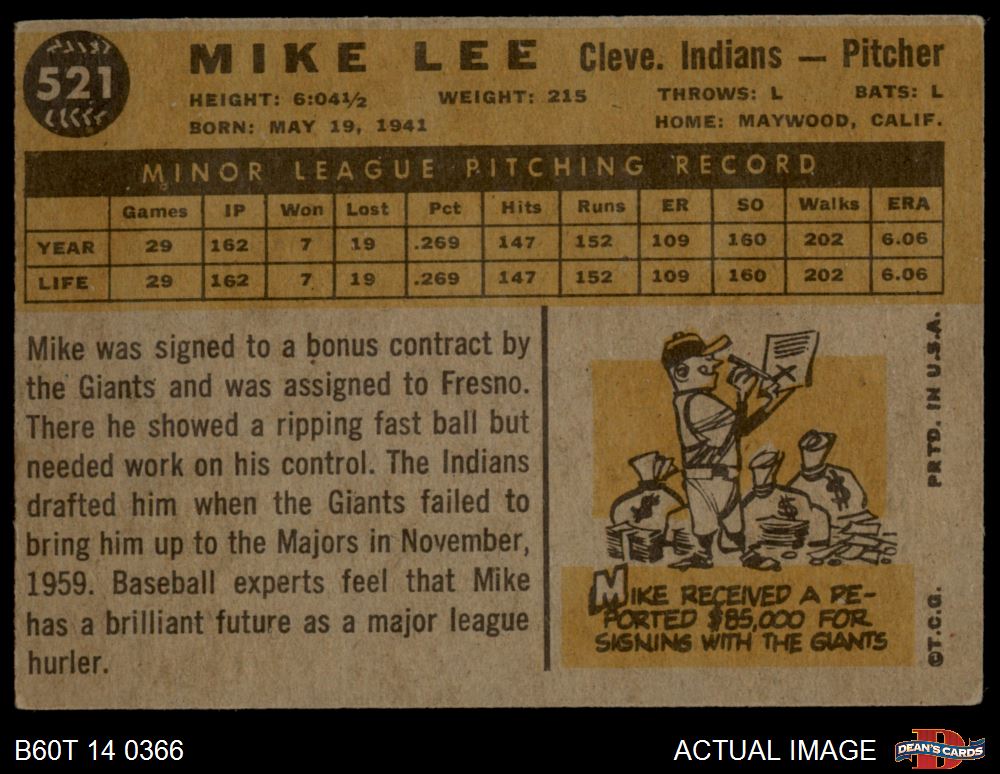 521
MIKE LEE Cleve. Indians — Pitcher
HEIGHT: 6:04½ WEIGHT: 215 THROWS: L BATS: L
BORN: MAY 19, 1941 HOME: MAYWOOD, CALIF.
MINOR LEAGUE PITCHING RECORD
Games IP Won Lost Pct Hits Runs ER SO Walks ERA
YEAR 29 162 7 19 .269 147 152 109 160 202 6.06
LIFE 29 162 7 19 .269 147 152 109 160 202 6.06
Mike was signed to a bonus contract by
the Giants and was assigned to Fresno.
There he showed a ripping fast ball but
needed work on his control. The Indians
drafted him when the Giants failed to
bring him up to the Majors in November,
1959. Baseball experts feel that Mike
has a brilliant future as a major league
hurler.
X
$ $ $
MIKE RECEIVED A RE-
PORTED $85,000 FOR
SIGNING WITH THE GIANTS
PRTD. IN U.S.A.
©T.C.G.
B60T 14 0366
ACTUAL IMAGE
D
DEAN'S CARDS